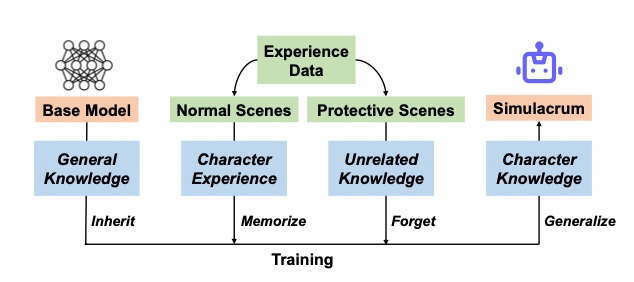 Experience
Data
Base Model
Normal Scenes
Protective Scenes
Simulacrum
General
Knowledge
Character
Experience
Unrelated
Knowledge
Character
Knowledge
Inherit
Memorize
Forget
Generalize
Training